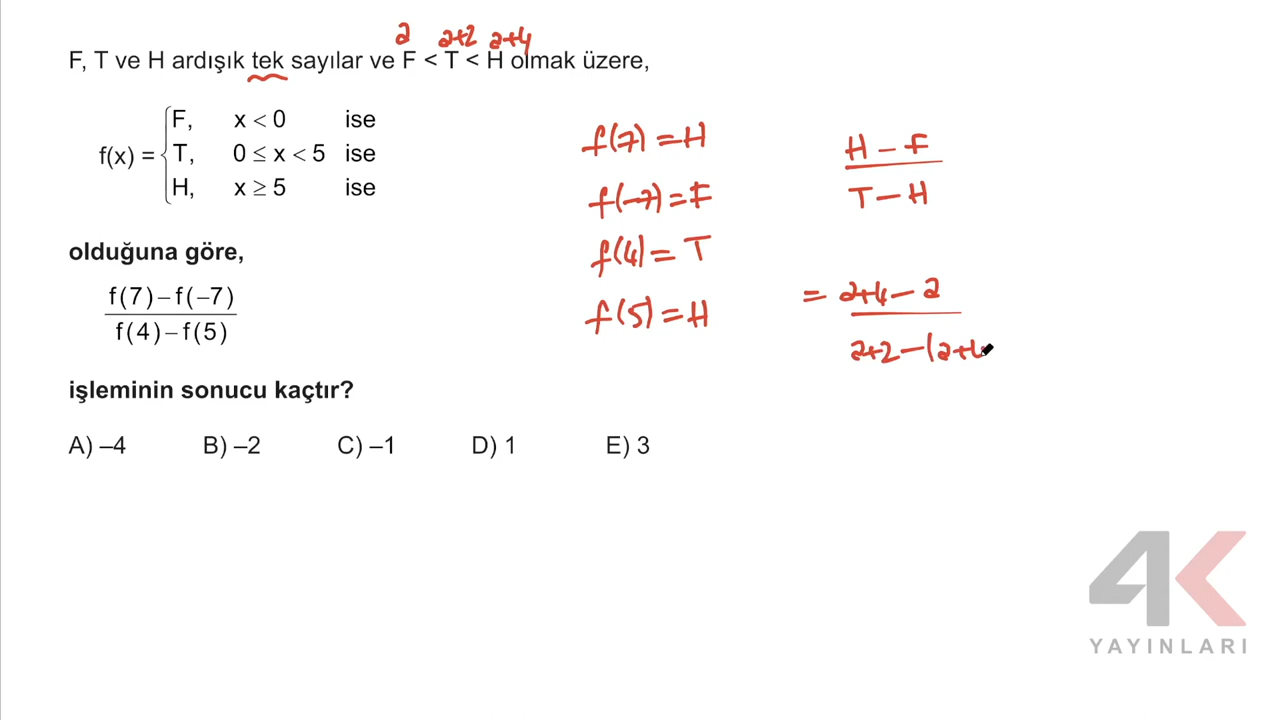 a a+2 a+4
F, T ve H ardışık tek sayılar ve F < T < H olmak üzere,
f(x) = { F, x < 0 ise
T, 0 ≤ x < 5 ise
H, x ≥ 5 ise
olduğuna göre,
f(7) – f(–7)
f(4) – f(5)
işleminin sonucu kaçtır?
A) –4 B) –2 C) –1 D) 1 E) 3
f(7) = H
f(-7) = F
f(4) = T
f(5) = H
H - F
T - H
= a+4 - a
a+2 - (a+4
4K
YAYINLARI